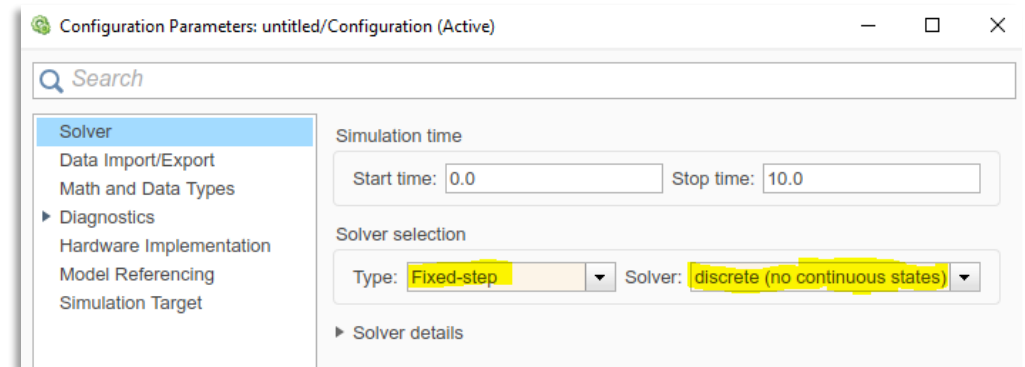 Configuration Parameters: untitled/Configuration (Active)
Search
Solver
Data Import/Export
Math and Data Types
Diagnostics
Hardware Implementation
Model Referencing
Simulation Target
Simulation time
Start time: 0.0 Stop time: 10.0
Solver selection
Type: Fixed-step Solver: discrete (no continuous states)
Solver details